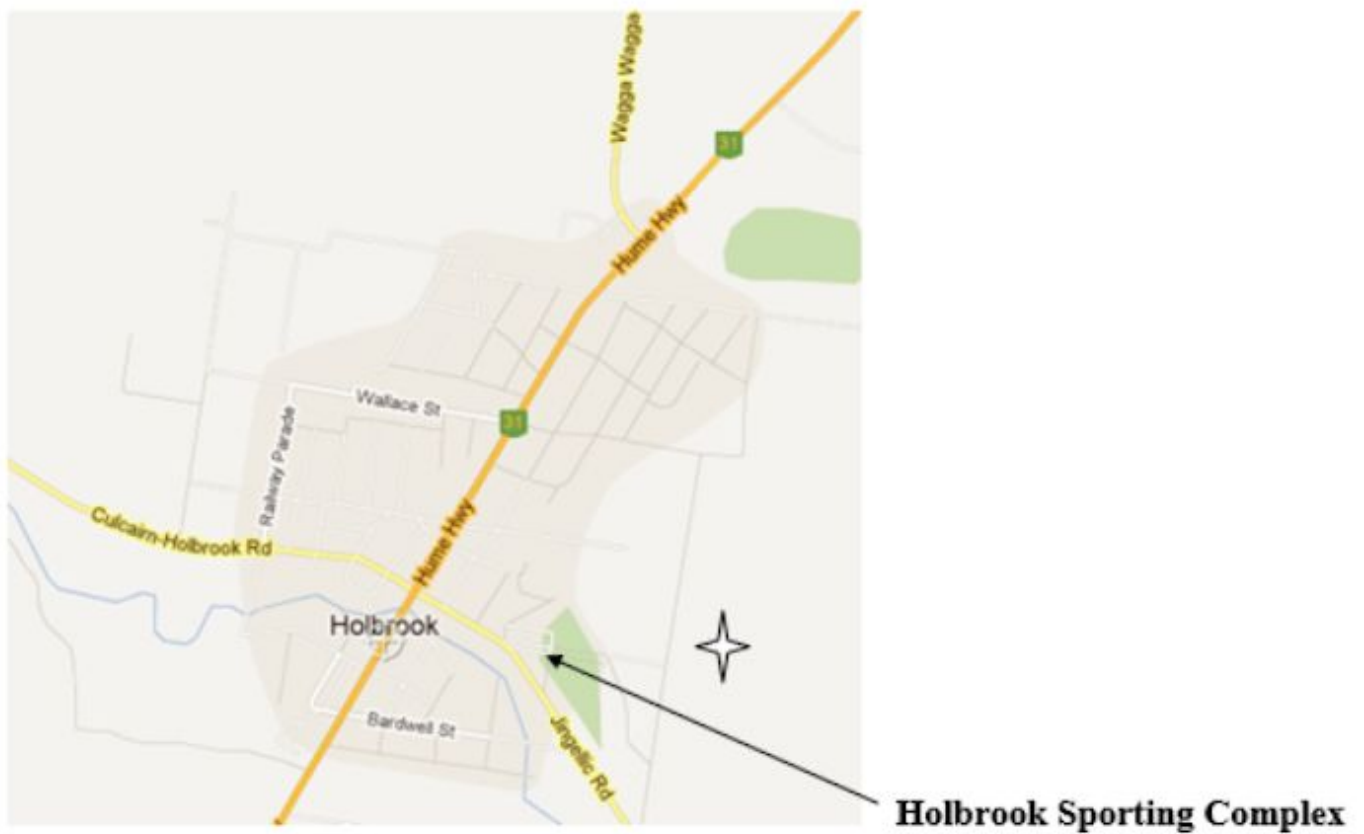 Wagga Wagga
31
Hume Hwy
Wallace St
31
Railway Parade
Culcairn-Holbrook Rd
Hume Hwy
Holbrook
Bardwell St
Jingellic Rd
Holbrook Sporting Complex